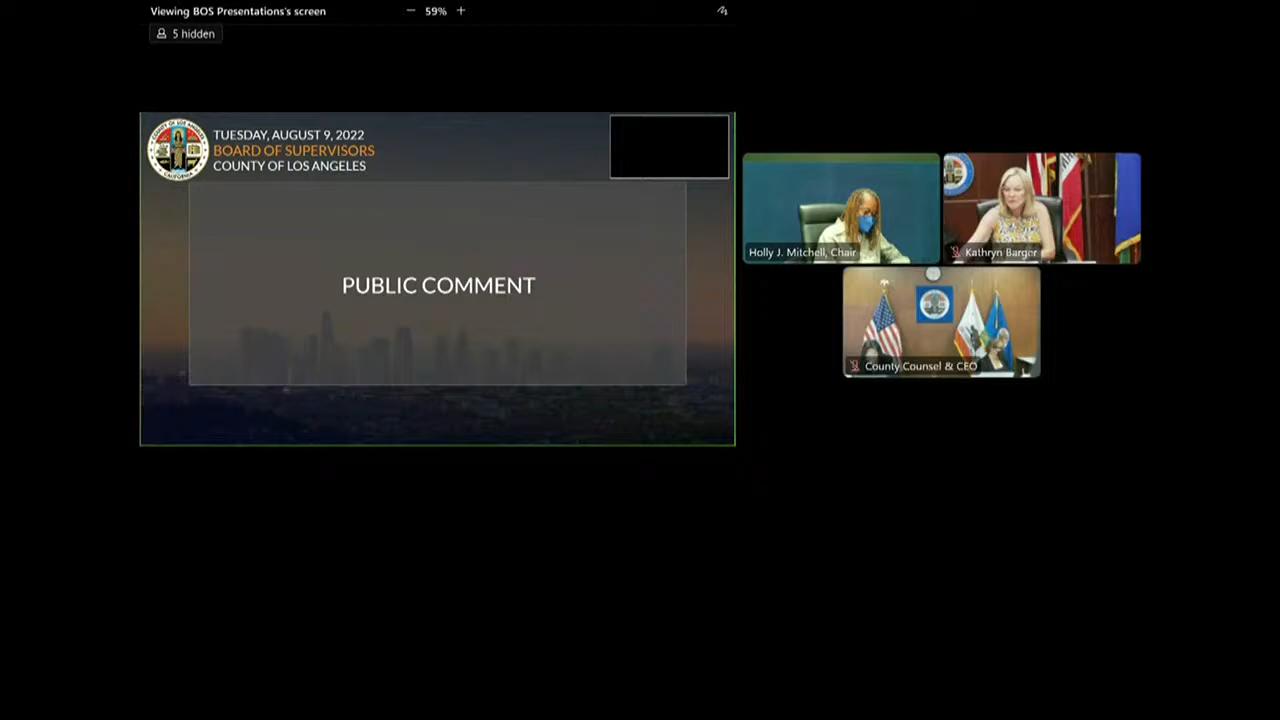 Viewing BOS Presentations's screen
59%
5 hidden
TUESDAY, AUGUST 9, 2022
BOARD OF SUPERVISORS
COUNTY OF LOS ANGELES
PUBLIC COMMENT
Holly J. Mitchell, Chair
Kathryn Barger
County Counsel & CEO